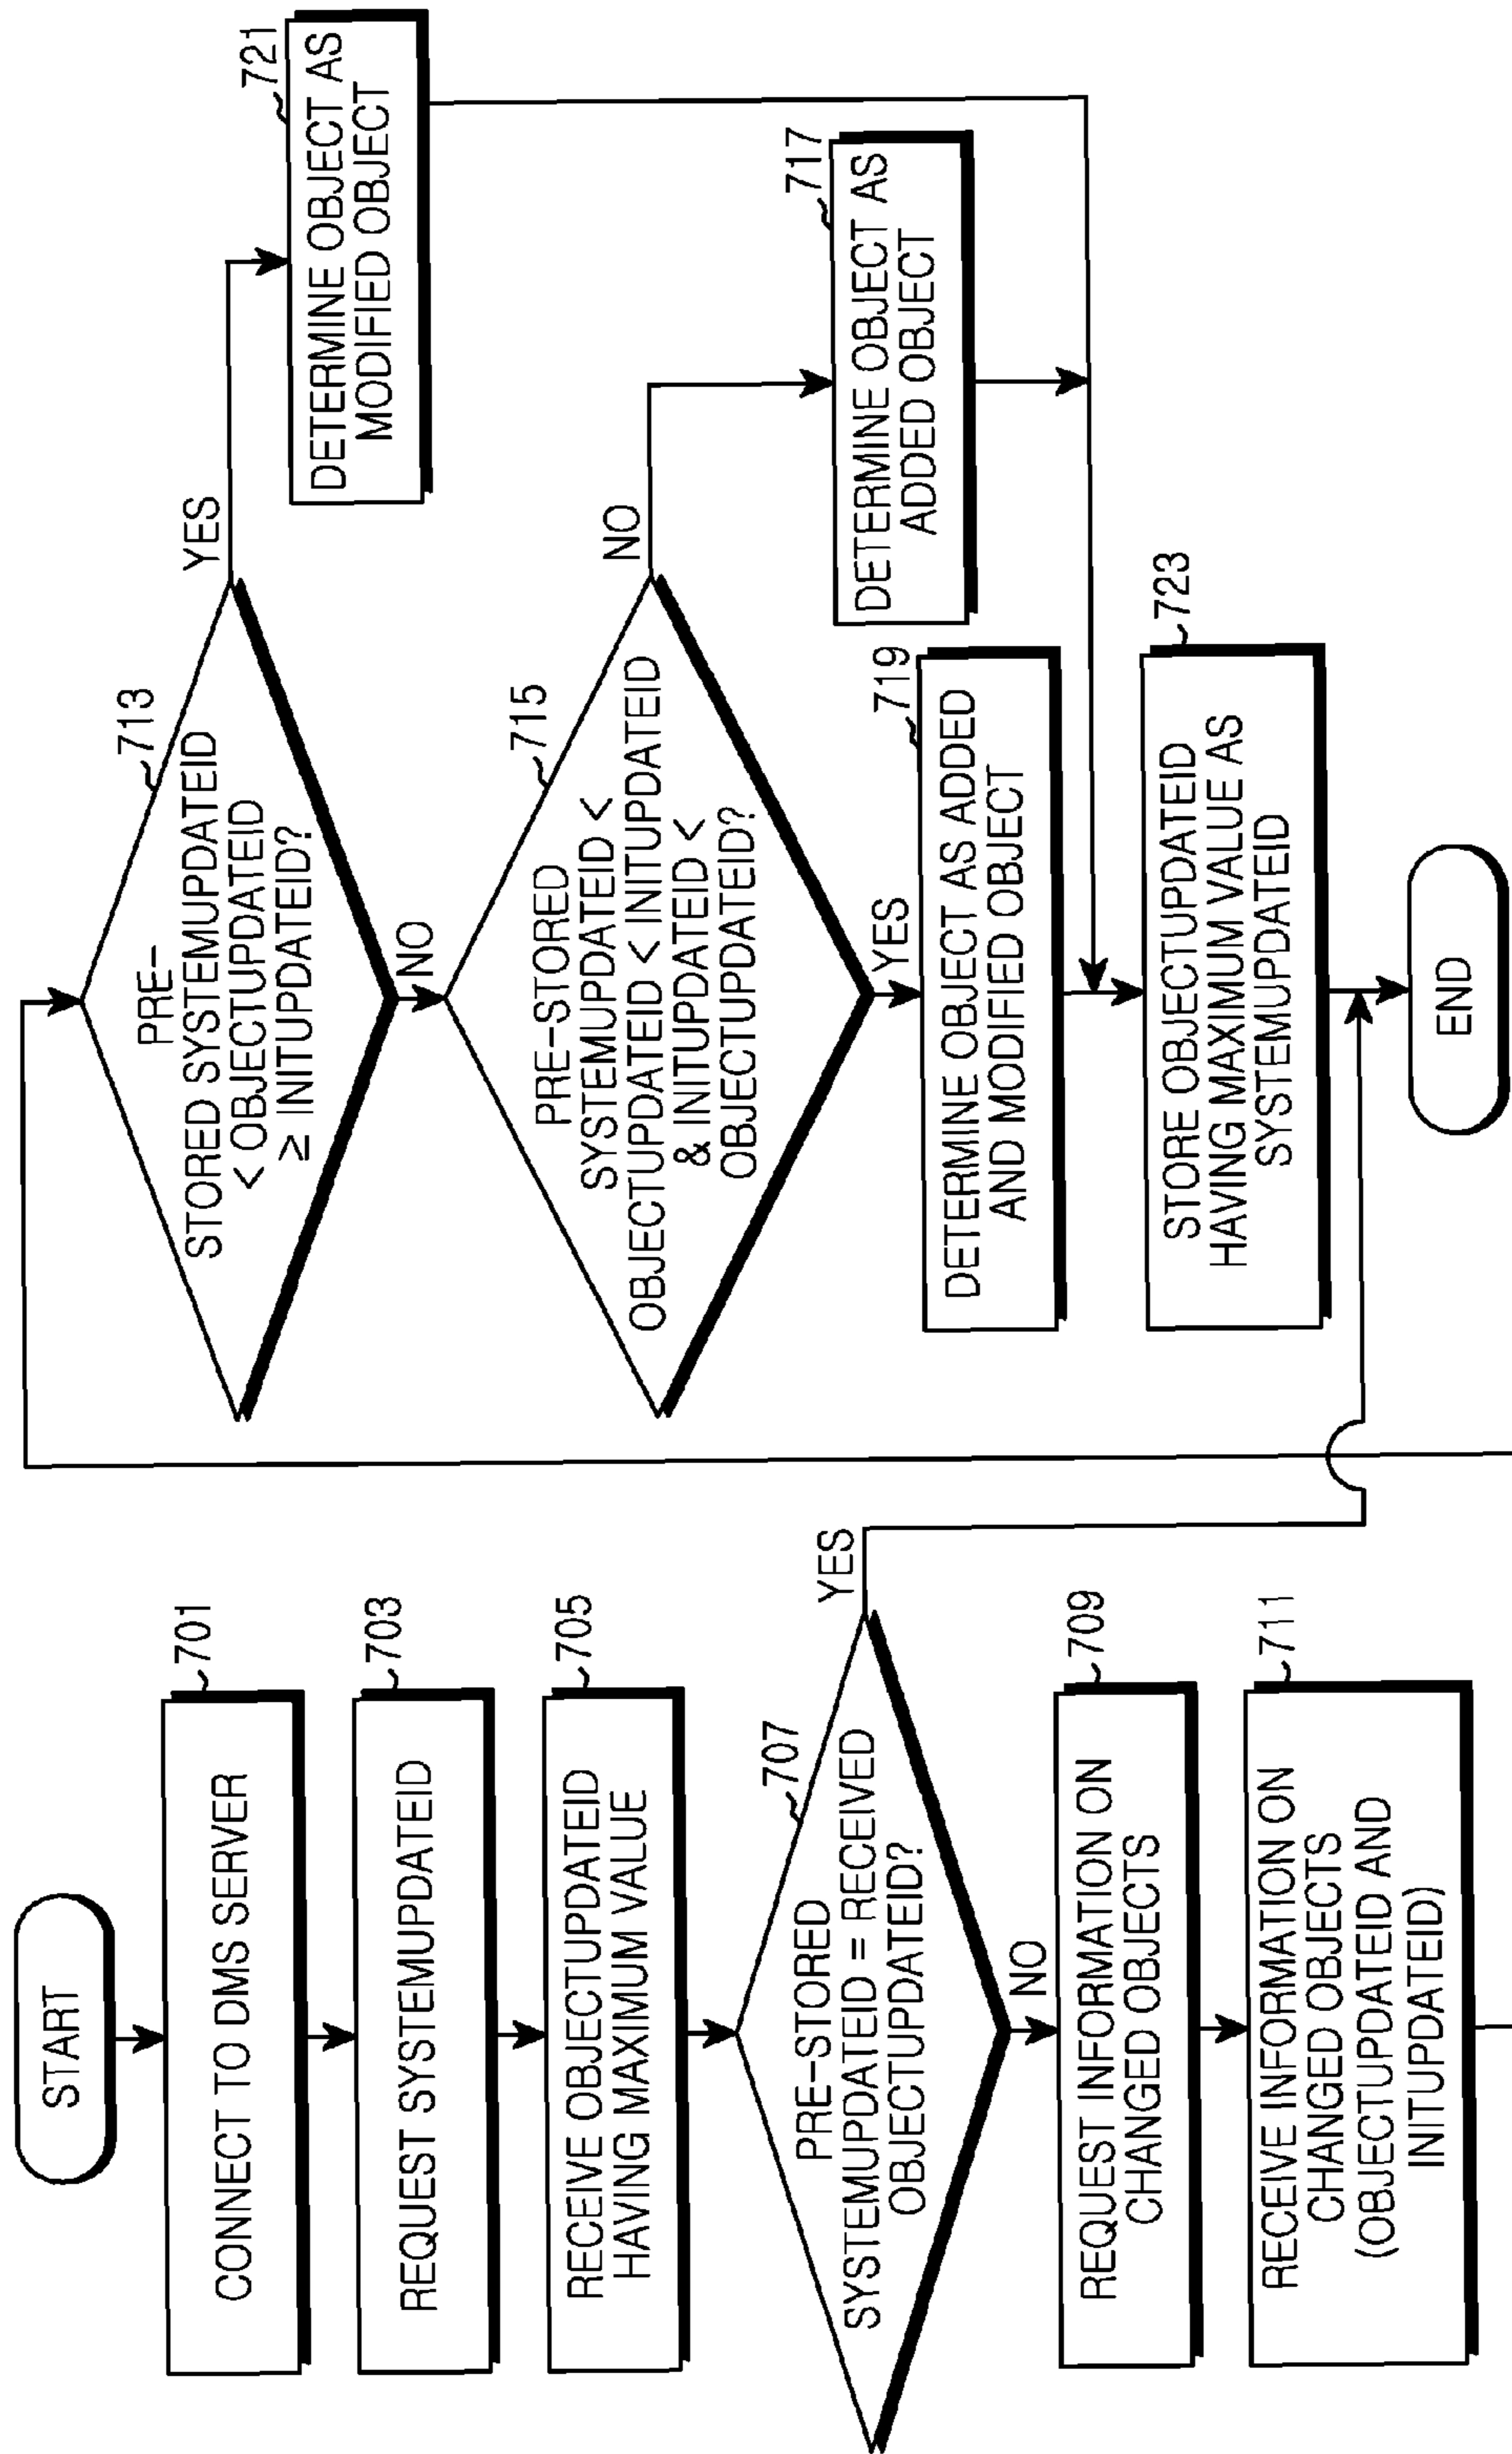 START
CONNECT TO DMS SERVER
701
REQUEST SYSTEMUPDATEID
703
RECEIVE OBJECTUPDATEID
HAVING MAXIMUM VALUE
705
PRE-STORED
SYSTEMUPDATEID = RECEIVED
OBJECTUPDATEID?
707
YES
NO
REQUEST INFORMATION ON
CHANGED OBJECTS
709
RECEIVE INFORMATION ON
CHANGED OBJECTS
(OBJECTUPDATEID AND
INITUPDATEID)
711
PRE-
STORED SYSTEMUPDATEID
< OBJECTUPDATEID
≥ INITUPDATEID?
713
YES
NO
DETERMINE OBJECT AS
MODIFIED OBJECT
721
PRE-STORED
SYSTEMUPDATEID <
OBJECTUPDATEID < INITUPDATEID
& INITUPDATEID <
OBJECTUPDATEID?
715
NO
YES
DETERMINE OBJECT AS
ADDED OBJECT
717
DETERMINE OBJECT AS ADDED
AND MODIFIED OBJECT
719
STORE OBJECTUPDATEID
HAVING MAXIMUM VALUE AS
SYSTEMUPDATEID
723
END